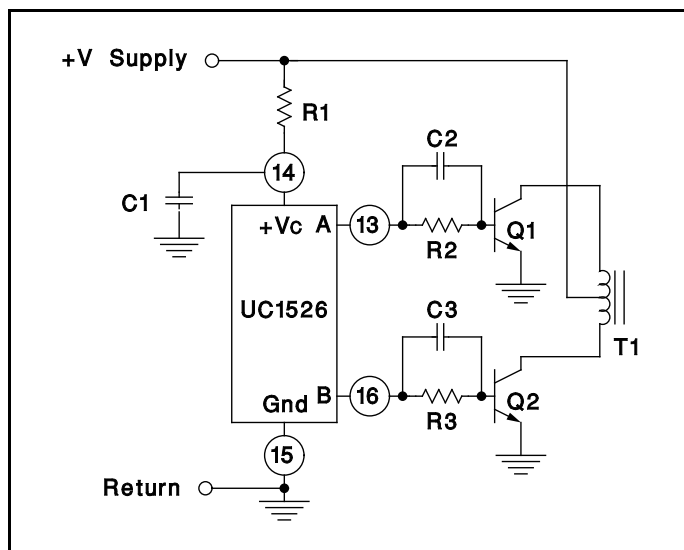 +V Supply
R1
14
C1
+Vc
A
13
C2
R2
Q1
UC1526
T1
C3
Gnd
B
16
R3
Q2
15
Return